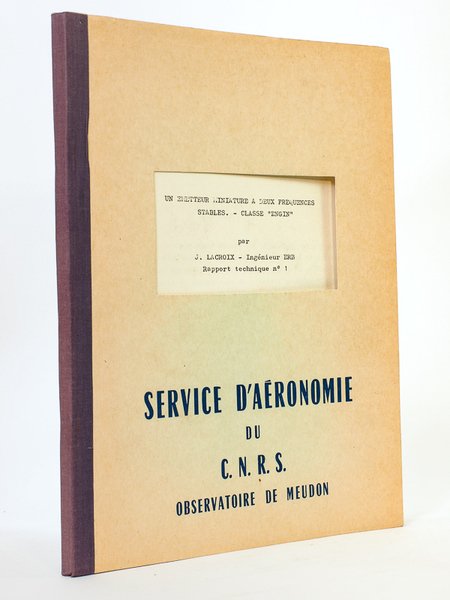 UN EMETTEUR MINIATURE A DEUX FREQUENCES
STABLES. - CLASSE "ENGIN"
par
J. LACROIX - Ingénieur ERB
Rapport technique n° 1
SERVICE D'AÉRONOMIE
DU
C. N. R. S.
OBSERVATOIRE DE MEUDON